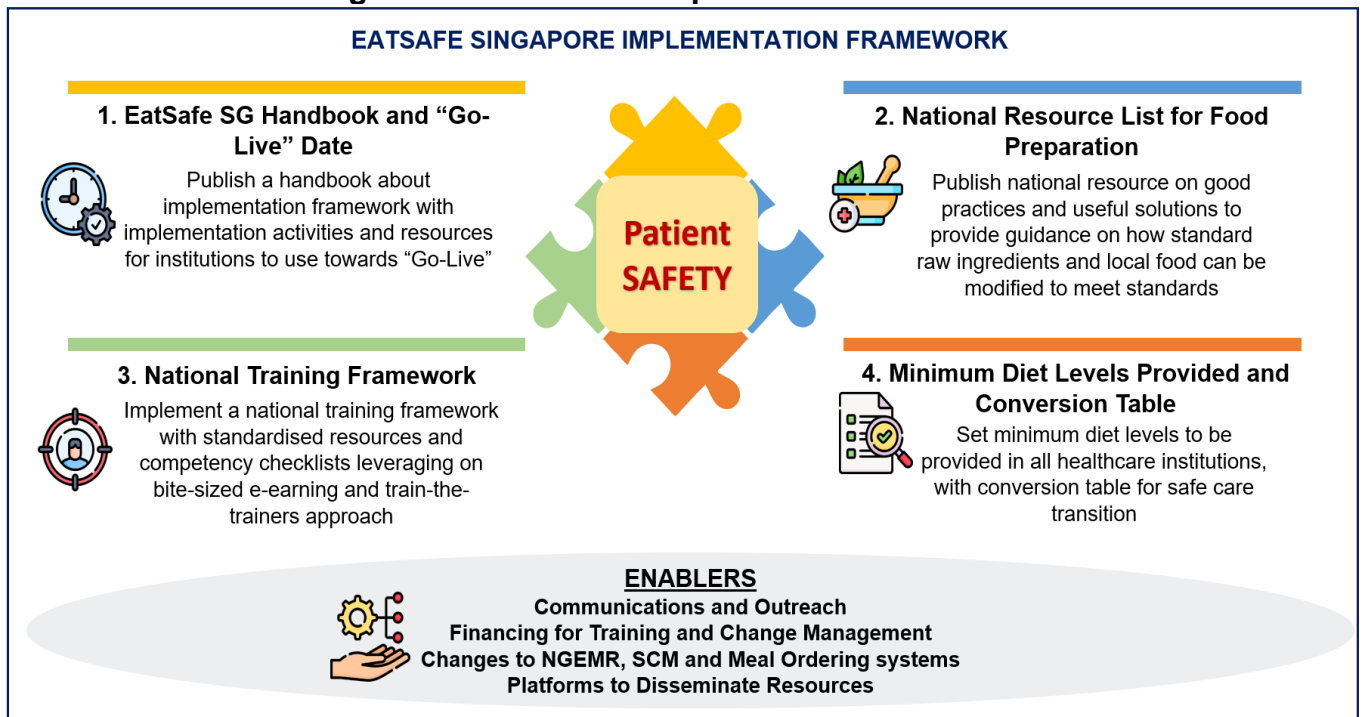 EATSAFE SINGAPORE IMPLEMENTATION FRAMEWORK
1. EatSafe SG Handbook and “Go-
Live” Date
Publish a handbook about
implementation framework with
implementation activities and resources
for institutions to use towards “Go-Live”
2. National Resource List for Food
Preparation
Publish national resource on good
practices and useful solutions to
provide guidance on how standard
raw ingredients and local food can be
modified to meet standards
Patient
SAFETY
3. National Training Framework
Implement a national training framework
with standardised resources and
competency checklists leveraging on
bite-sized e-earning and train-the-
trainers approach
4. Minimum Diet Levels Provided and
Conversion Table
Set minimum diet levels to be
provided in all healthcare institutions,
with conversion table for safe care
transition
ENABLERS
Communications and Outreach
Financing for Training and Change Management
Changes to NGEMR, SCM and Meal Ordering systems
Platforms to Disseminate Resources